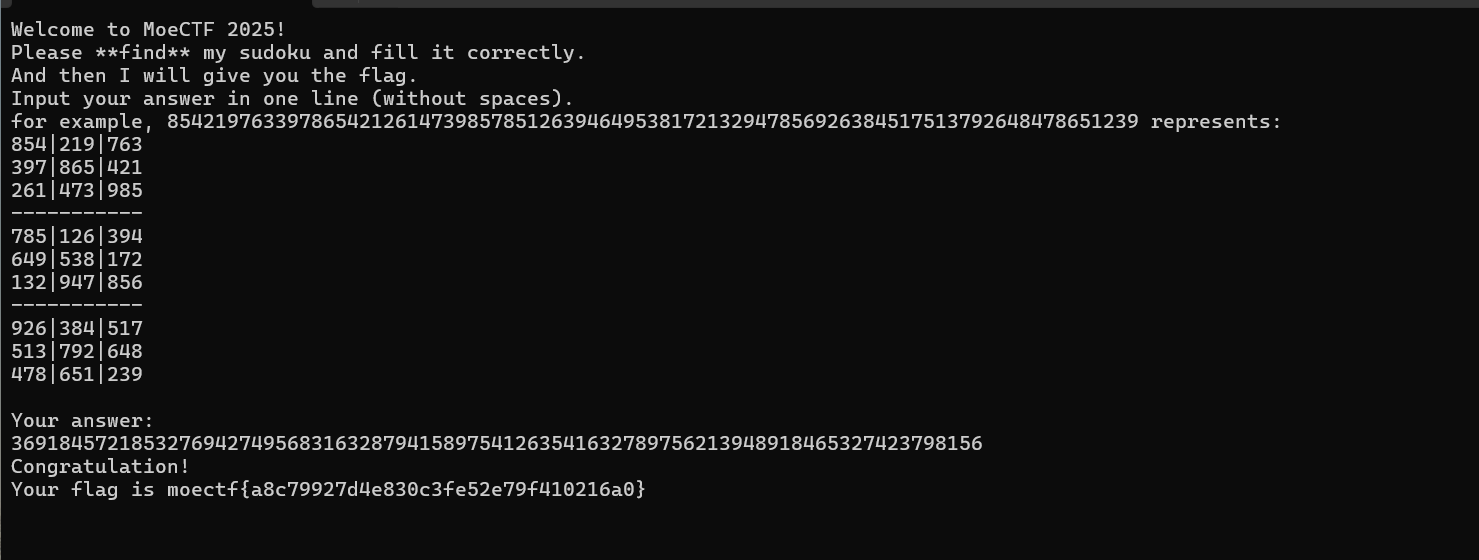 Welcome to MoeCTF 2025!
Please **find** my sudoku and fill it correctly.
And then I will give you the flag.
Input your answer in one line (without spaces).
for example, 854219763397865421261473985785126394649538172132947856926384517513792648478651239 represents:
854|219|763
397|865|421
261|473|985
-----------
785|126|394
649|538|172
132|947|856
-----------
926|384|517
513|792|648
478|651|239
Your answer:
369184572185327694274956831632879415897541263541632789756213948918465327423798156
Congratulation!
Your flag is moectf{a8c79927d4e830c3fe52e79f410216a0}